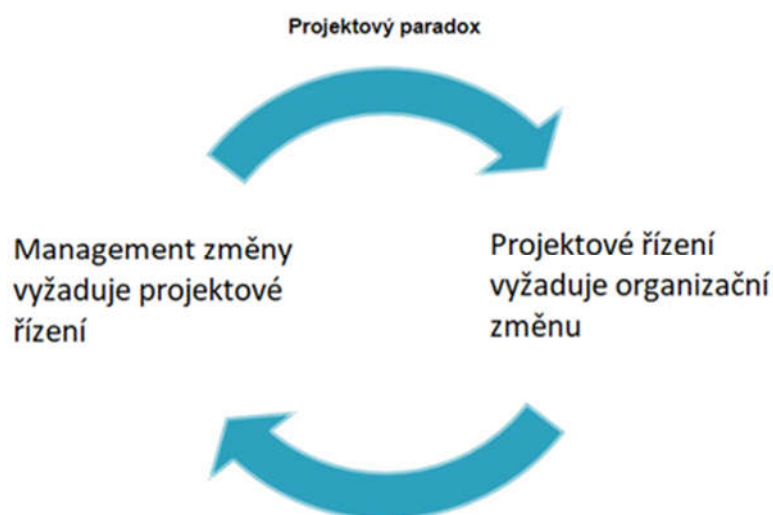 Projektový paradox
Management změny
vyžaduje projektové
řízení
Projektové řízení
vyžaduje organizační
změnu